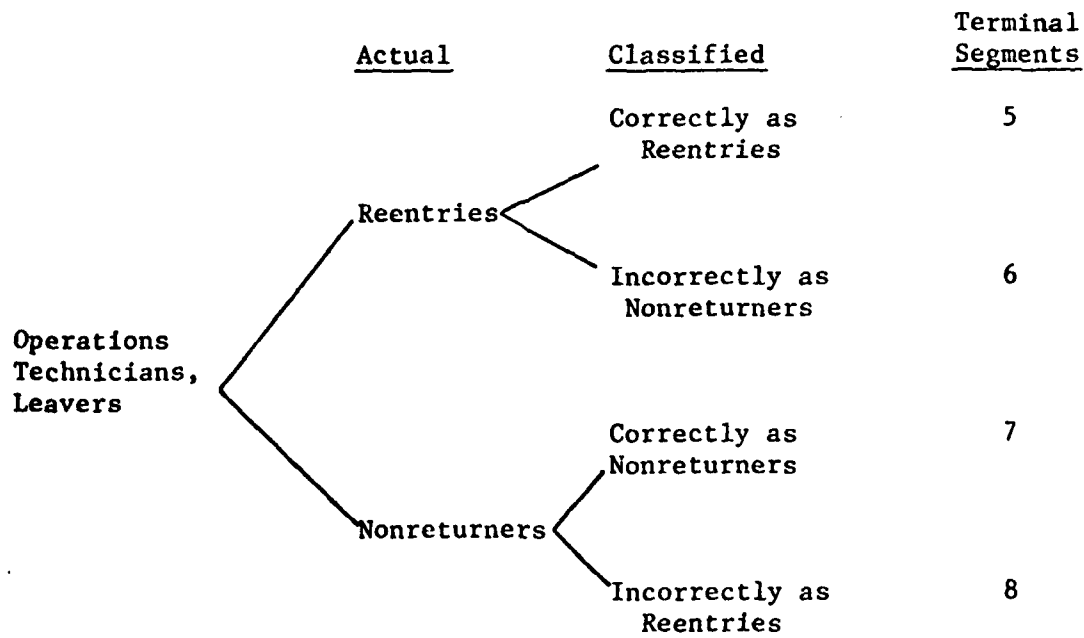 Actual
Classified
Terminal
Segments
Correctly as
Reentries
5
Reentries
Incorrectly as
Nonreturners
6
Operations
Technicians,
Leavers
Correctly as
Nonreturners
7
Nonreturners
Incorrectly as
Reentries
8